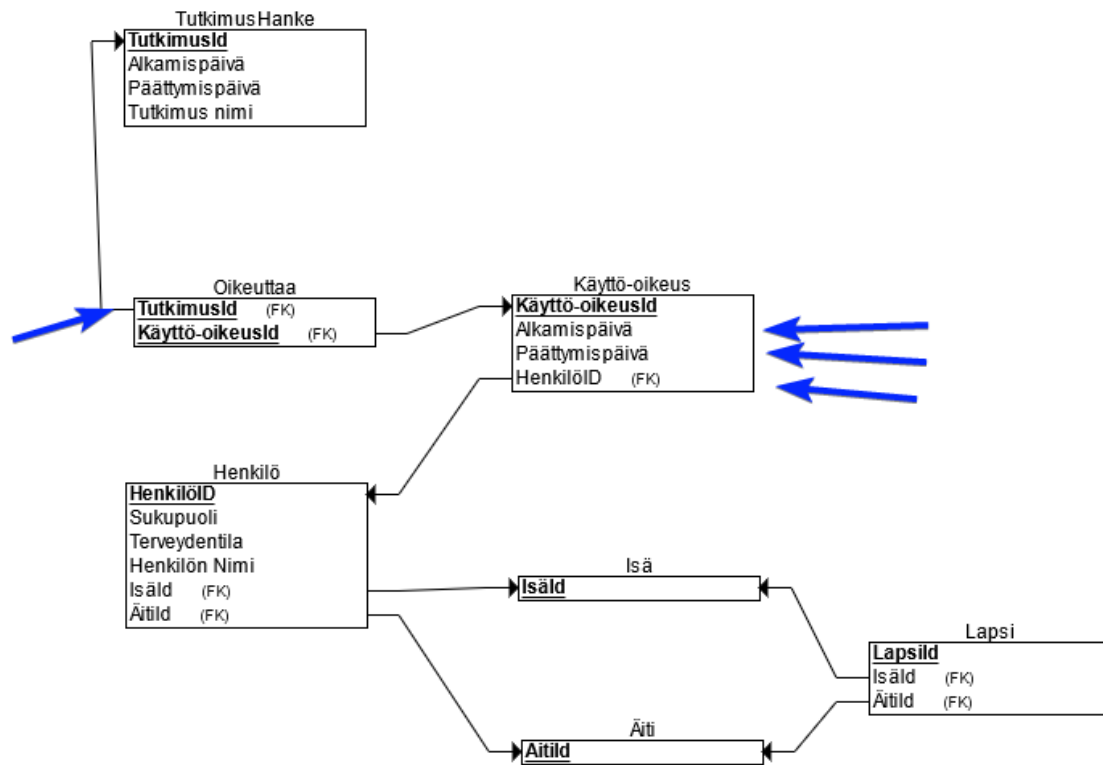 TutkimusHanke
TutkimusId
Alkamispäivä
Päättymispäivä
Tutkimus nimi
Oikeuttaa
TutkimusId (FK)
Käyttö-oikeusId (FK)
Käyttö-oikeus
Käyttö-oikeusId
Alkamispäivä
Päättymispäivä
HenkilöID (FK)
Henkilö
HenkilöID
Sukupuoli
Terveydentila
Henkilön Nimi
IsäId (FK)
ÄitiId (FK)
Isä
IsäId
Lapsi
LapsiId
IsäId (FK)
ÄitiId (FK)
Äiti
AitiId